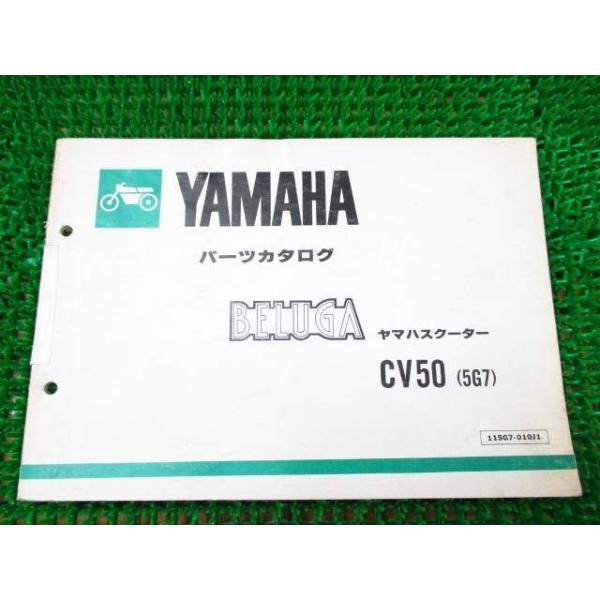 YAMAHA
パーツカタログ
BELUGA ヤマハスクーター
CV50 (5G7)
115G7-010J1